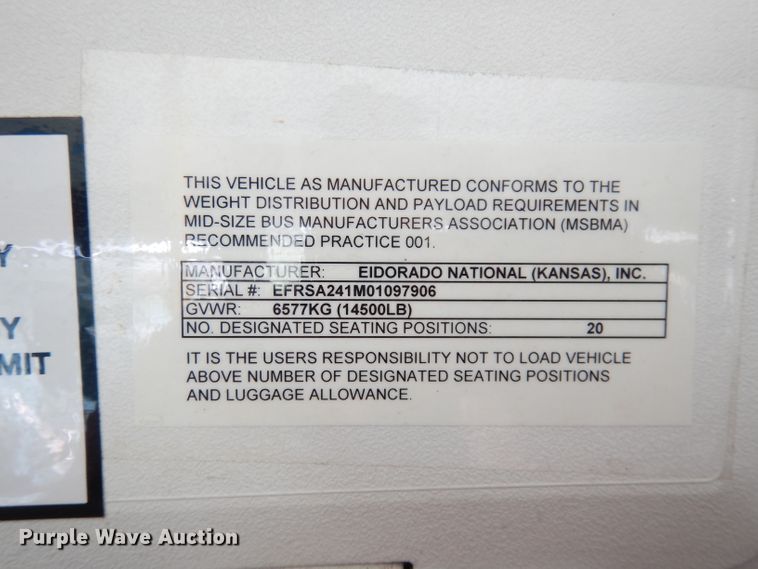 THIS VEHICLE AS MANUFACTURED CONFORMS TO THE
WEIGHT DISTRIBUTION AND PAYLOAD REQUIREMENTS IN
MID-SIZE BUS MANUFACTURERS ASSOCIATION (MSBMA)
RECOMMENDED PRACTICE 001.
MANUFACTURER: EIDORADO NATIONAL (KANSAS), INC.
SERIAL #: EFRSA241M01097906
GVWR: 6577KG (14500LB)
NO. DESIGNATED SEATING POSITIONS: 20
IT IS THE USERS RESPONSIBILITY NOT TO LOAD VEHICLE
ABOVE NUMBER OF DESIGNATED SEATING POSITIONS
AND LUGGAGE ALLOWANCE.
Y
Y
MIT
Purple Wave Auction